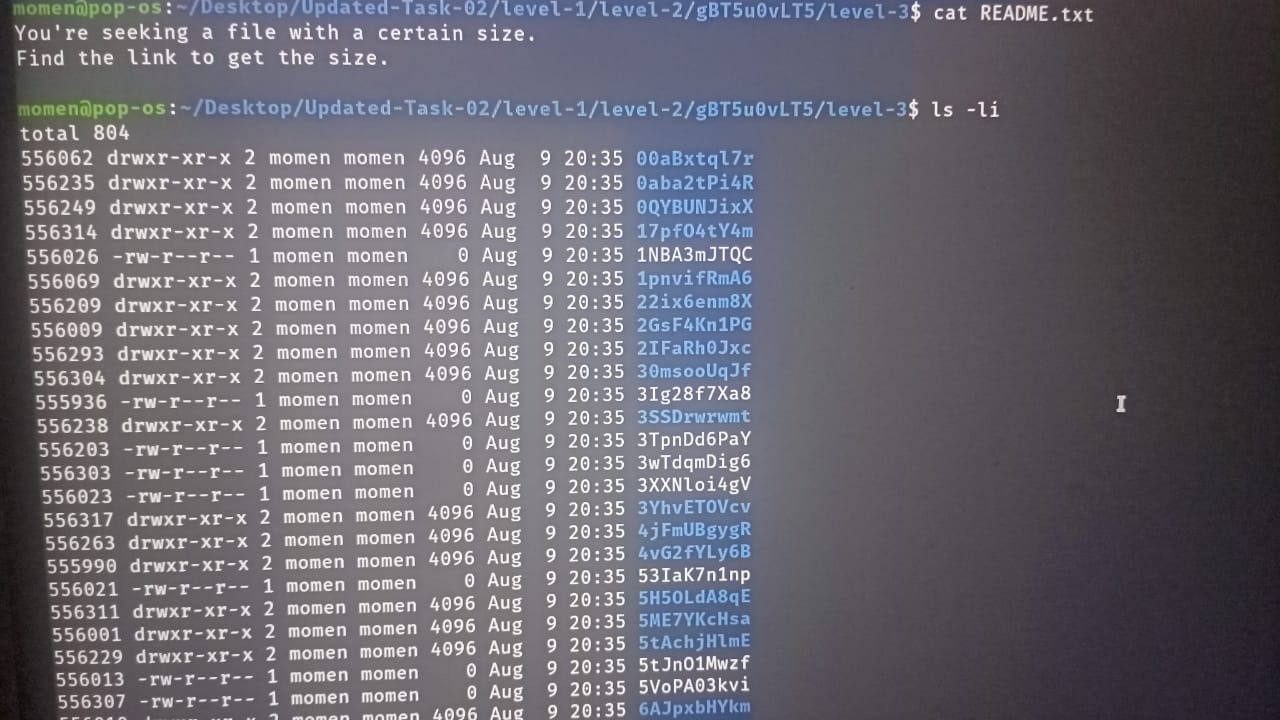 momen@pop-os:~/Desktop/Updated-Task-02/level-1/level-2/gBT5u0vLT5/level-3$ cat README.txt
You're seeking a file with a certain size.
Find the link to get the size.
momen@pop-os:~/Desktop/Updated-Task-02/level-1/level-2/gBT5u0vLT5/level-3$ ls -li
total 804
556062 drwxr-xr-x 2 momen momen 4096 Aug  9 20:35 00aBxtql7r
556235 drwxr-xr-x 2 momen momen 4096 Aug  9 20:35 0aba2tPi4R
556249 drwxr-xr-x 2 momen momen 4096 Aug  9 20:35 0QYBUNJixX
556314 drwxr-xr-x 2 momen momen 4096 Aug  9 20:35 17pfO4tY4m
556026 -rw-r--r-- 1 momen momen    0 Aug  9 20:35 1NBA3mJTQC
556069 drwxr-xr-x 2 momen momen 4096 Aug  9 20:35 1pnvifRmA6
556209 drwxr-xr-x 2 momen momen 4096 Aug  9 20:35 22ix6enm8X
556009 drwxr-xr-x 2 momen momen 4096 Aug  9 20:35 2GsF4Kn1PG
556293 drwxr-xr-x 2 momen momen 4096 Aug  9 20:35 2IFaRh0Jxc
556304 drwxr-xr-x 2 momen momen 4096 Aug  9 20:35 30msooUqJf
555936 -rw-r--r-- 1 momen momen    0 Aug  9 20:35 3Ig28f7Xa8
556238 drwxr-xr-x 2 momen momen 4096 Aug  9 20:35 3SSDrwrwmt
556203 -rw-r--r-- 1 momen momen    0 Aug  9 20:35 3TpnDd6PaY
556303 -rw-r--r-- 1 momen momen    0 Aug  9 20:35 3wTdqmDig6
556023 -rw-r--r-- 1 momen momen    0 Aug  9 20:35 3XXNloi4gV
556317 drwxr-xr-x 2 momen momen 4096 Aug  9 20:35 3YhvETOVcv
556263 drwxr-xr-x 2 momen momen 4096 Aug  9 20:35 4jFmUBgygR
555990 drwxr-xr-x 2 momen momen 4096 Aug  9 20:35 4vG2fYLy6B
556021 -rw-r--r-- 1 momen momen    0 Aug  9 20:35 53IaK7n1np
556311 drwxr-xr-x 2 momen momen 4096 Aug  9 20:35 5H5OLdA8qE
556001 drwxr-xr-x 2 momen momen 4096 Aug  9 20:35 5ME7YKcHsa
556229 drwxr-xr-x 2 momen momen 4096 Aug  9 20:35 5tAchjHlmE
556013 -rw-r--r-- 1 momen momen    0 Aug  9 20:35 5tJnO1Mwzf
556307 -rw-r--r-- 1 momen momen    0 Aug  9 20:35 5VoPA03kvi
drwxr-xr-x 2 momen momen 4096 Aug  9 20:35 6AJpxbHYkm